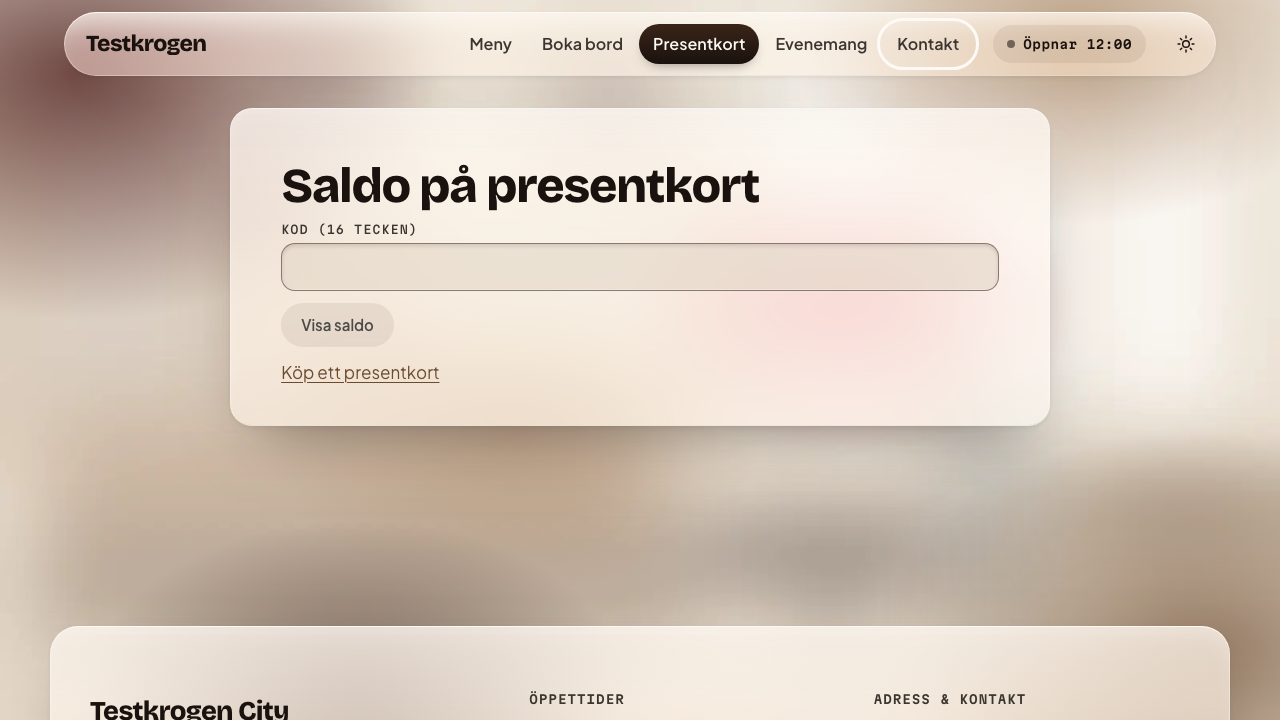 Testkrogen
Meny
Boka bord
Presentkort
Evenemang
Kontakt
Öppnar 12:00
Saldo på presentkort
KOD (16 TECKEN)
Visa saldo
Köp ett presentkort
Testkrogen City
ÖPPETTIDER
ADRESS & KONTAKT